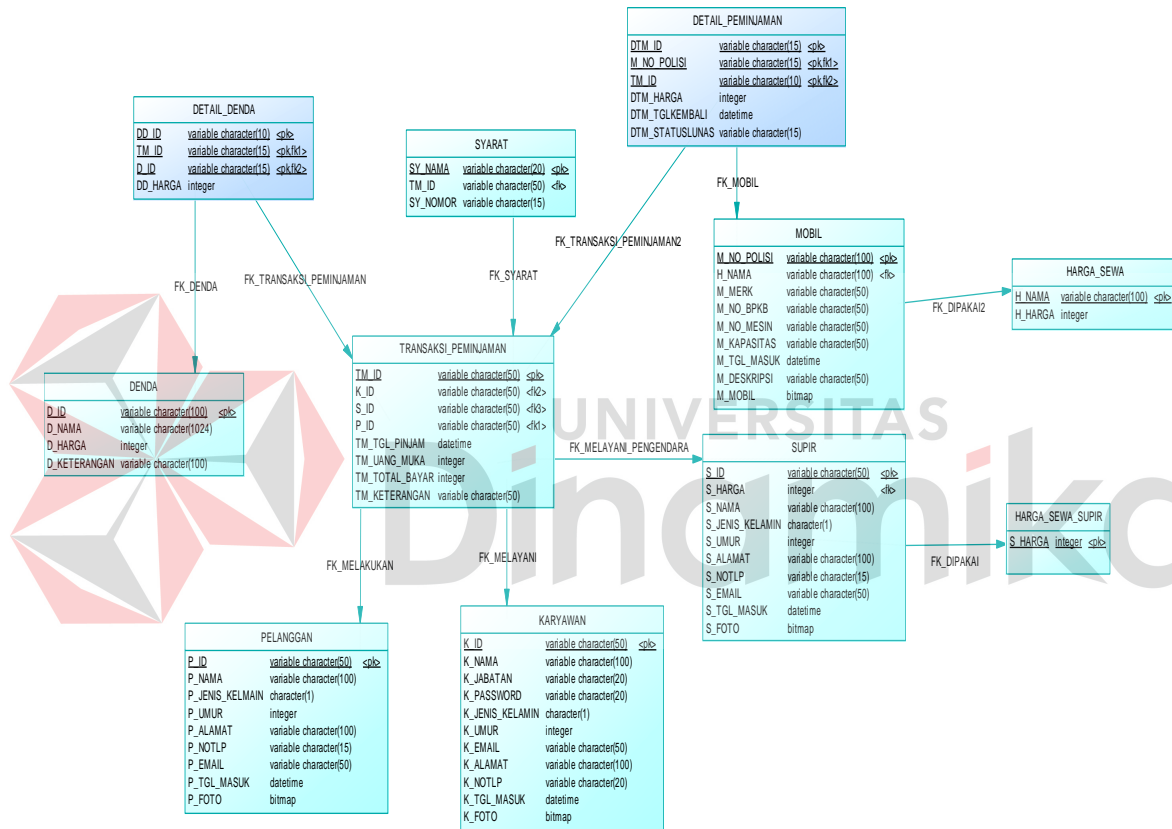 DETAIL_PEMINJAMAN
DTM_ID variable character(15) <pk>
M_NO_POLISI variable character(15) <pk,fk1>
TM_ID variable character(10) <pk,fk2>
DTM_HARGA integer
DTM_TGLKEMBALI datetime
DTM_STATUSLUNAS variable character(15)
DETAIL_DENDA
DD_ID variable character(10) <pk>
TM_ID variable character(15) <pk,fk1>
D_ID variable character(15) <pk,fk2>
DD_HARGA integer
SYARAT
SY_NAMA variable character(20) <pk>
TM_ID variable character(50) <fk>
SY_NOMOR variable character(15)
FK_MOBIL
FK_TRANSAKSI_PEMINJAMAN2
FK_DENDA
FK_TRANSAKSI_PEMINJAMAN
FK_SYARAT
MOBIL
M_NO_POLISI variable character(100) <pk>
H_NAMA variable character(100) <fk>
M_MERK variable character(50)
M_NO_BPKB variable character(50)
M_NO_MESIN variable character(50)
M_KAPASITAS variable character(50)
M_TGL_MASUK datetime
M_DESKRIPSI variable character(50)
M_MOBIL bitmap
FK_DIPAKAI2
HARGA_SEWA
H_NAMA variable character(100) <pk>
H_HARGA integer
TRANSAKSI_PEMINJAMAN
TM_ID variable character(50) <pk>
K_ID variable character(50) <fk2>
S_ID variable character(50) <fk3>
P_ID variable character(50) <fk1>
TM_TGL_PINJAM datetime
TM_UANG_MUKA integer
TM_TOTAL_BAYAR integer
TM_KETERANGAN variable character(50)
DENDA
D_ID variable character(100) <pk>
D_NAMA variable character(1024)
D_HARGA integer
D_KETERANGAN variable character(100)
UNIVERSITAS
Dinamika
FK_MELAYANI_PENGENDARA
SUPIR
S_ID variable character(50) <pk>
S_HARGA integer <fk>
S_NAMA variable character(100)
S_JENIS_KELAMIN character(1)
S_UMUR integer
S_ALAMAT variable character(100)
S_NOTLP variable character(15)
S_EMAIL variable character(50)
S_TGL_MASUK datetime
S_FOTO bitmap
FK_DIPAKAI
HARGA_SEWA_SUPIR
S_HARGA integer <pk>
FK_MELAKUKAN
FK_MELAYANI
PELANGGAN
P_ID variable character(50) <pk>
P_NAMA variable character(100)
P_JENIS_KELMAIN character(1)
P_UMUR integer
P_ALAMAT variable character(100)
P_NOTLP variable character(15)
P_EMAIL variable character(50)
P_TGL_MASUK datetime
P_FOTO bitmap
KARYAWAN
K_ID variable character(50) <pk>
K_NAMA variable character(100)
K_JABATAN variable character(20)
K_PASSWORD variable character(20)
K_JENIS_KELAMIN character(1)
K_UMUR integer
K_EMAIL variable character(50)
K_ALAMAT variable character(100)
K_NOTLP variable character(20)
K_TGL_MASUK datetime
K_FOTO bitmap